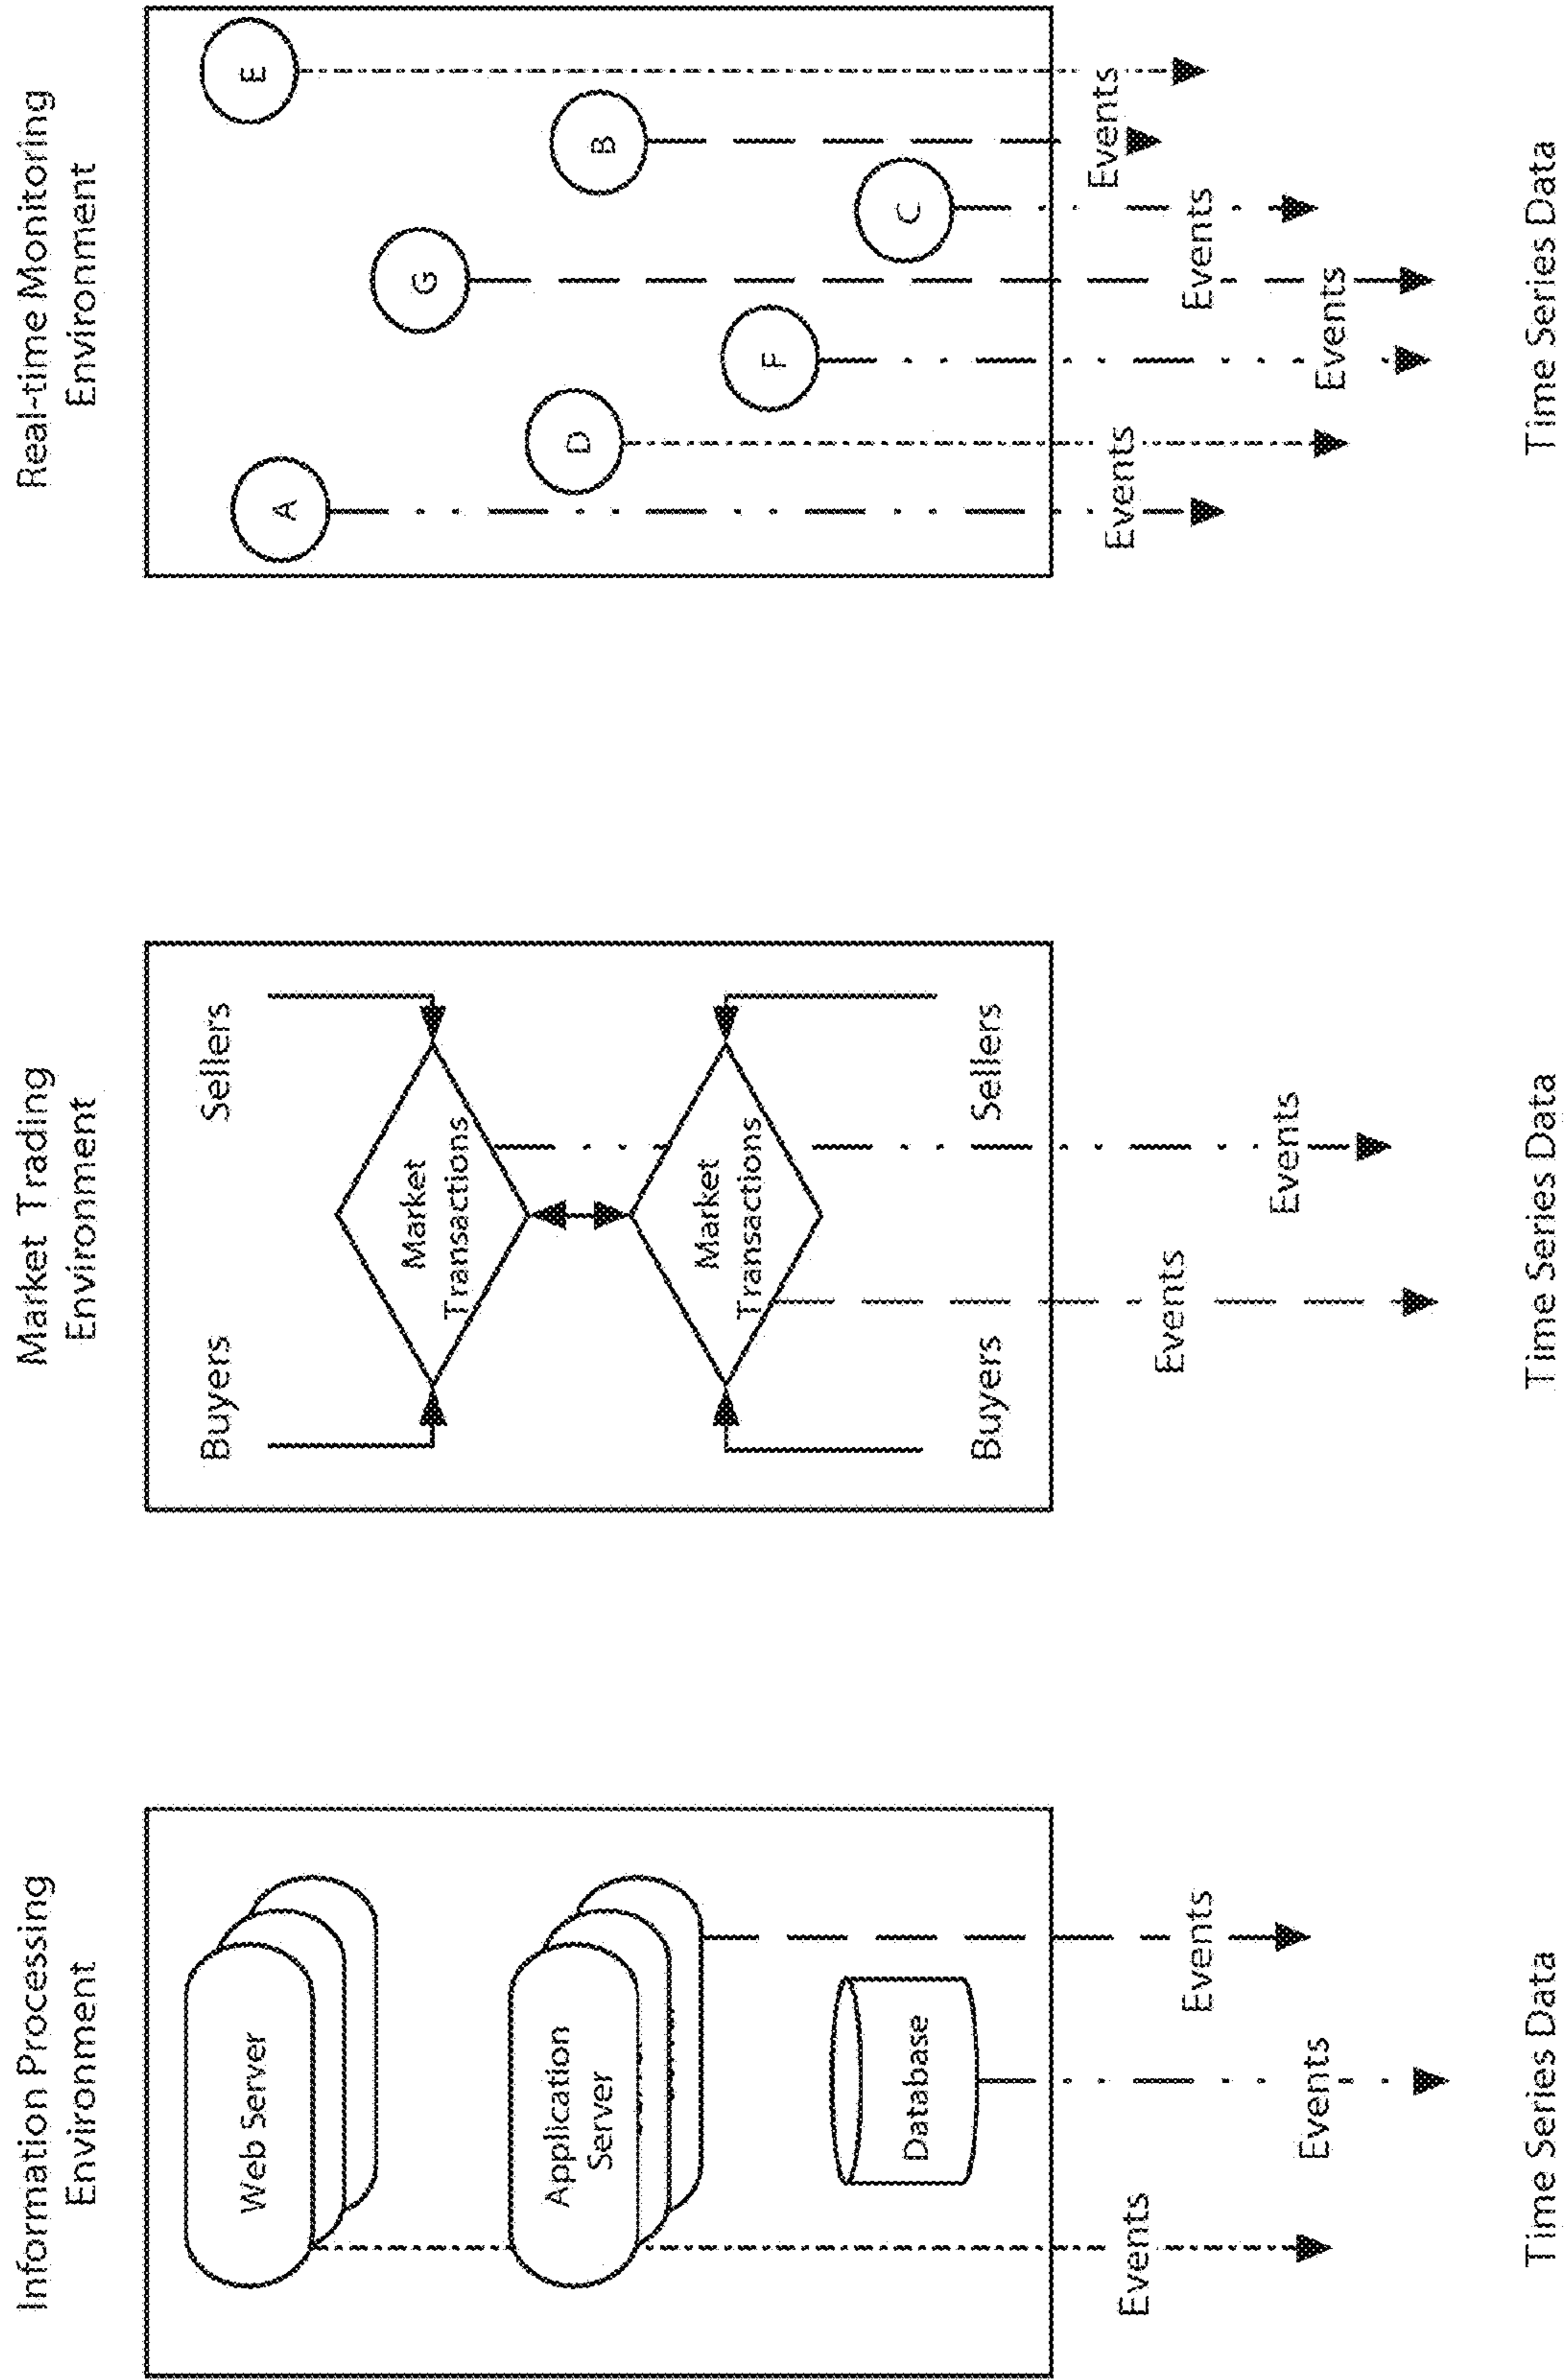 Information Processing
Environment
Web Server
Application
Server
Database
Events
Events
Events
Time Series Data
Market Trading
Environment
Buyers
Sellers
Market
Transactions
Market
Transactions
Buyers
Sellers
Events
Events
Time Series Data
Real-time Monitoring
Environment
A
D
F
G
C
B
E
Events
Events
Events
Events
Time Series Data